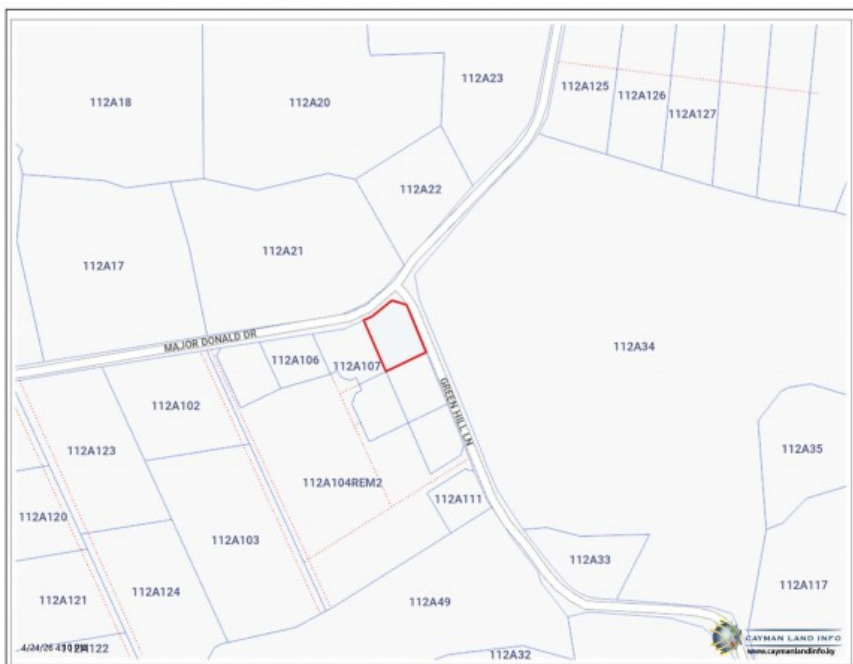 112A18
112A20
112A23
112A125
112A126
112A127
112A22
112A17
112A21
MAJOR DONALD DR
112A34
112A106
112A107
GREEN HILL LN
112A102
112A123
112A104REM2
112A35
112A111
112A120
112A103
112A33
112A121
112A124
112A49
112A117
112A122
112A32
CAYMAN LAND INFO
www.caymanlandinfo.ky